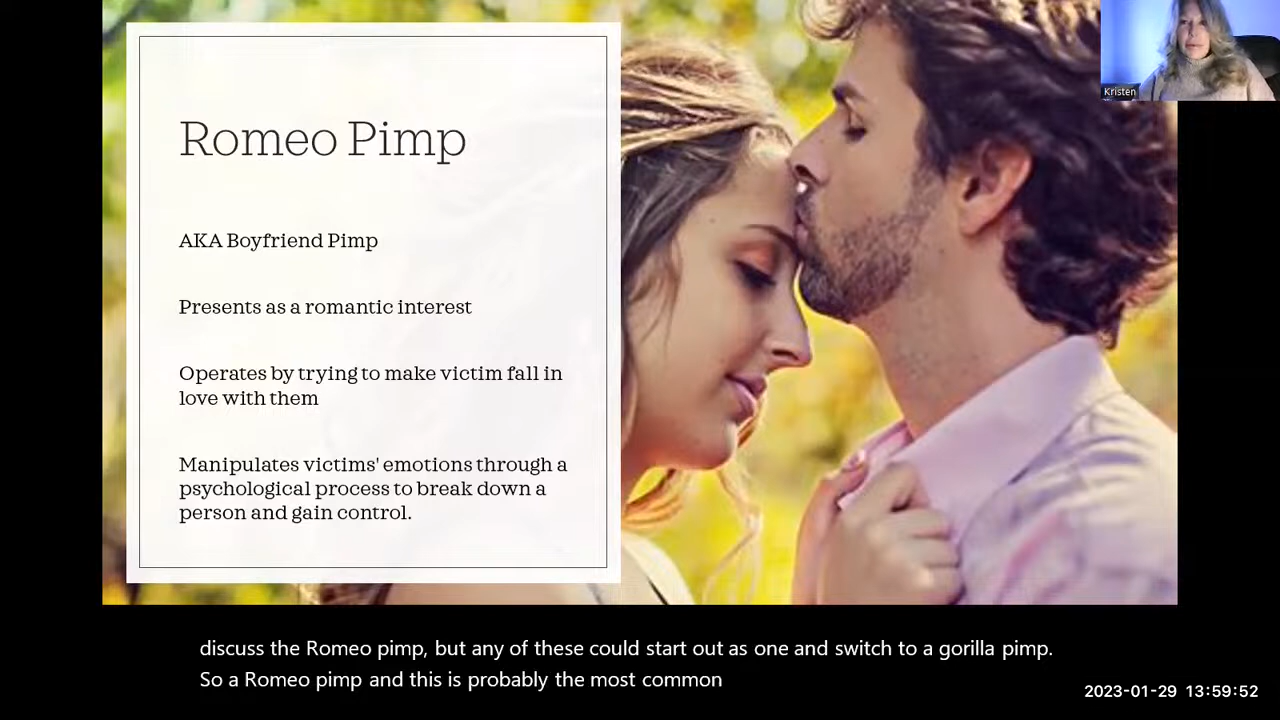 Kristen
Romeo Pimp
AKA Boyfriend Pimp
Presents as a romantic interest
Operates by trying to make victim fall in
love with them
Manipulates victims' emotions through a
psychological process to break down a
person and gain control.
discuss the Romeo pimp, but any of these could start out as one and switch to a gorilla pimp.
So a Romeo pimp and this is probably the most common
2023-01-29 13:59:52